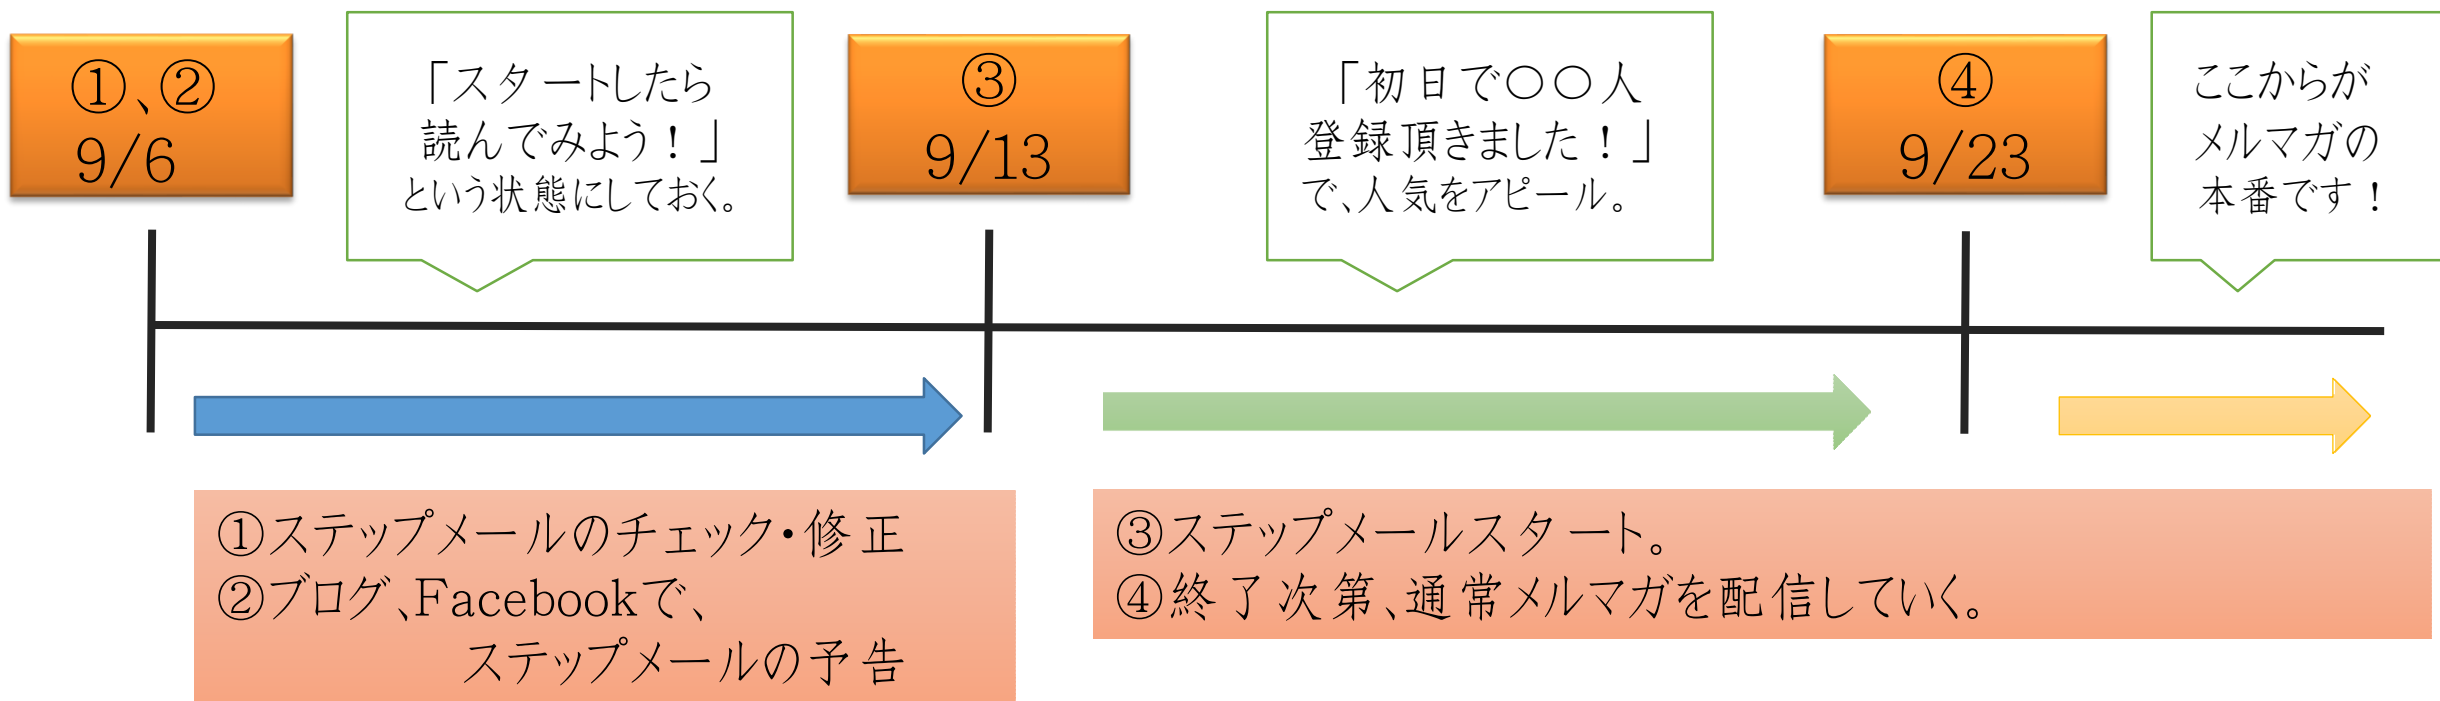 ①、②
9/6
「スタートしたら
読んでみよう！」
という状態にしておく。
③
9/13
「初日で〇〇人
登録頂きました！」
で、人気をアピール。
④
9/23
ここからが
メルマガの
本番です！
①ステップメールのチェック・修正
②ブログ、Facebookで、
ステップメールの予告
③ステップメールスタート。
④終了次第、通常メルマガを配信していく。